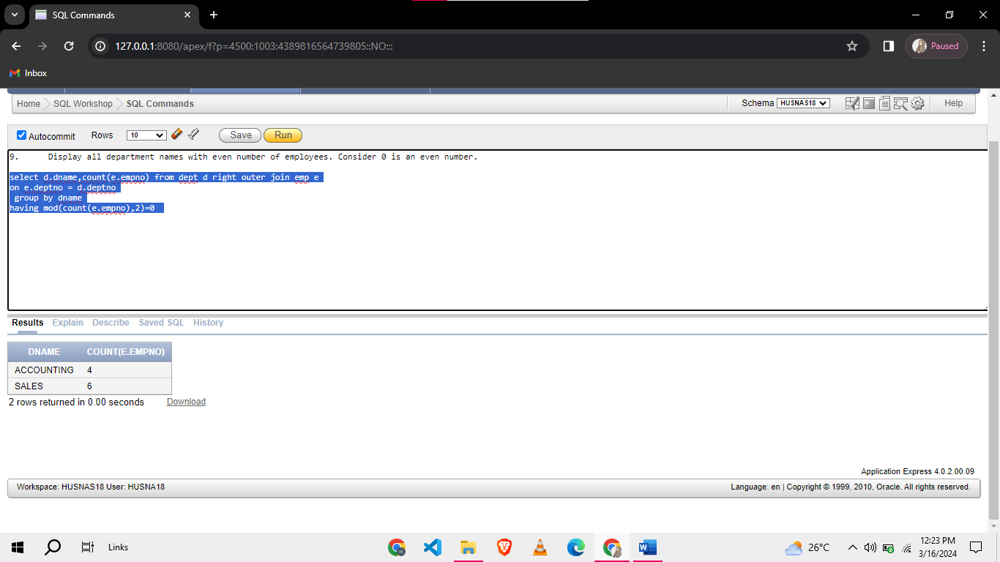 SQL Commands
127.0.0.1:8080/apex/f?p=4500:1003:4389816564739805::NO:::
Paused
Inbox
Home SQL Workshop SQL Commands
Schema HUSNAS18 Help
Autocommit Rows 10 Save Run
9. Display all department names with even number of employees. Consider 0 is an even number.
select d.dname,count(e.empno) from dept d right outer join emp e
on e.deptno = d.deptno
group by dname
having mod(count(e.empno),2)=0
Results Explain Describe Saved SQL History
DNAME COUNT(E.EMPNO)
ACCOUNTING 4
SALES 6
2 rows returned in 0.00 seconds Download
Application Express 4.0.2.00.09
Workspace: HUSNAS18 User: HUSNA18
Language: en | Copyright © 1999, 2010, Oracle. All rights reserved.
Links
26°C
12:23 PM
3/16/2024